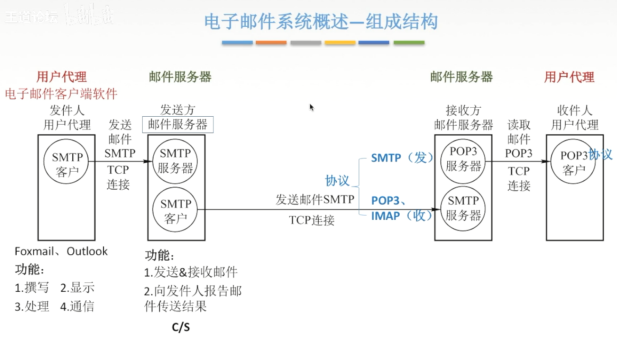 电子邮件系统概述—组成结构
用户代理
电子邮件客户端软件
发件人
用户代理
SMTP
客户
发送
邮件
SMTP
TCP
连接
邮件服务器
发送方
邮件服务器
SMTP
服务器
SMTP
客户
协议
SMTP（发）
POP3、
IMAP（收）
发送邮件SMTP
TCP连接
邮件服务器
接收方
邮件服务器
POP3
服务器
SMTP
服务器
读取
邮件
POP3
TCP
连接
用户代理
收件人
用户代理
POP3
客户
协议
Foxmail、Outlook
功能：
1.撰写 2.显示
3.处理 4.通信
功能：
1.发送&接收邮件
2.向发件人报告邮
件传送结果
C/S